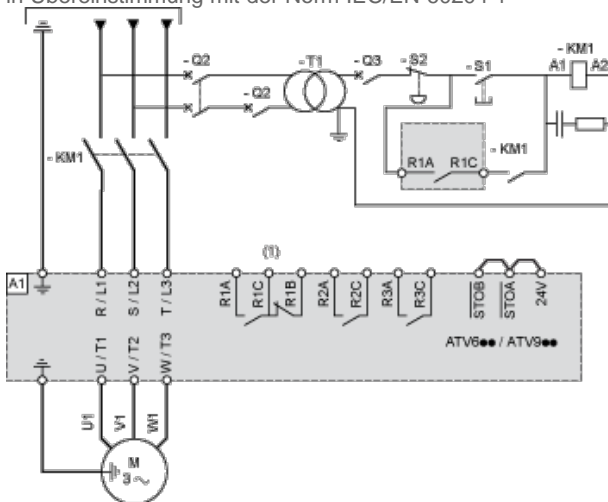 in Übereinstimmung mit der Norm IEC/EN 60204-1
- Q2
- T1
- Q3
- S2
- S1
- KM1
A1
A2
- Q2
- KM1
R1A
R1C
- KM1
(1)
A1
R / L1
S / L2
T / L3
R1A
R1C
R1B
R2A
R2C
R3A
R3C
STOB
STOA
24V
ATV6●● / ATV9●●
U / T1
V / T2
W / T3
U1
V1
W1
M
3 ~